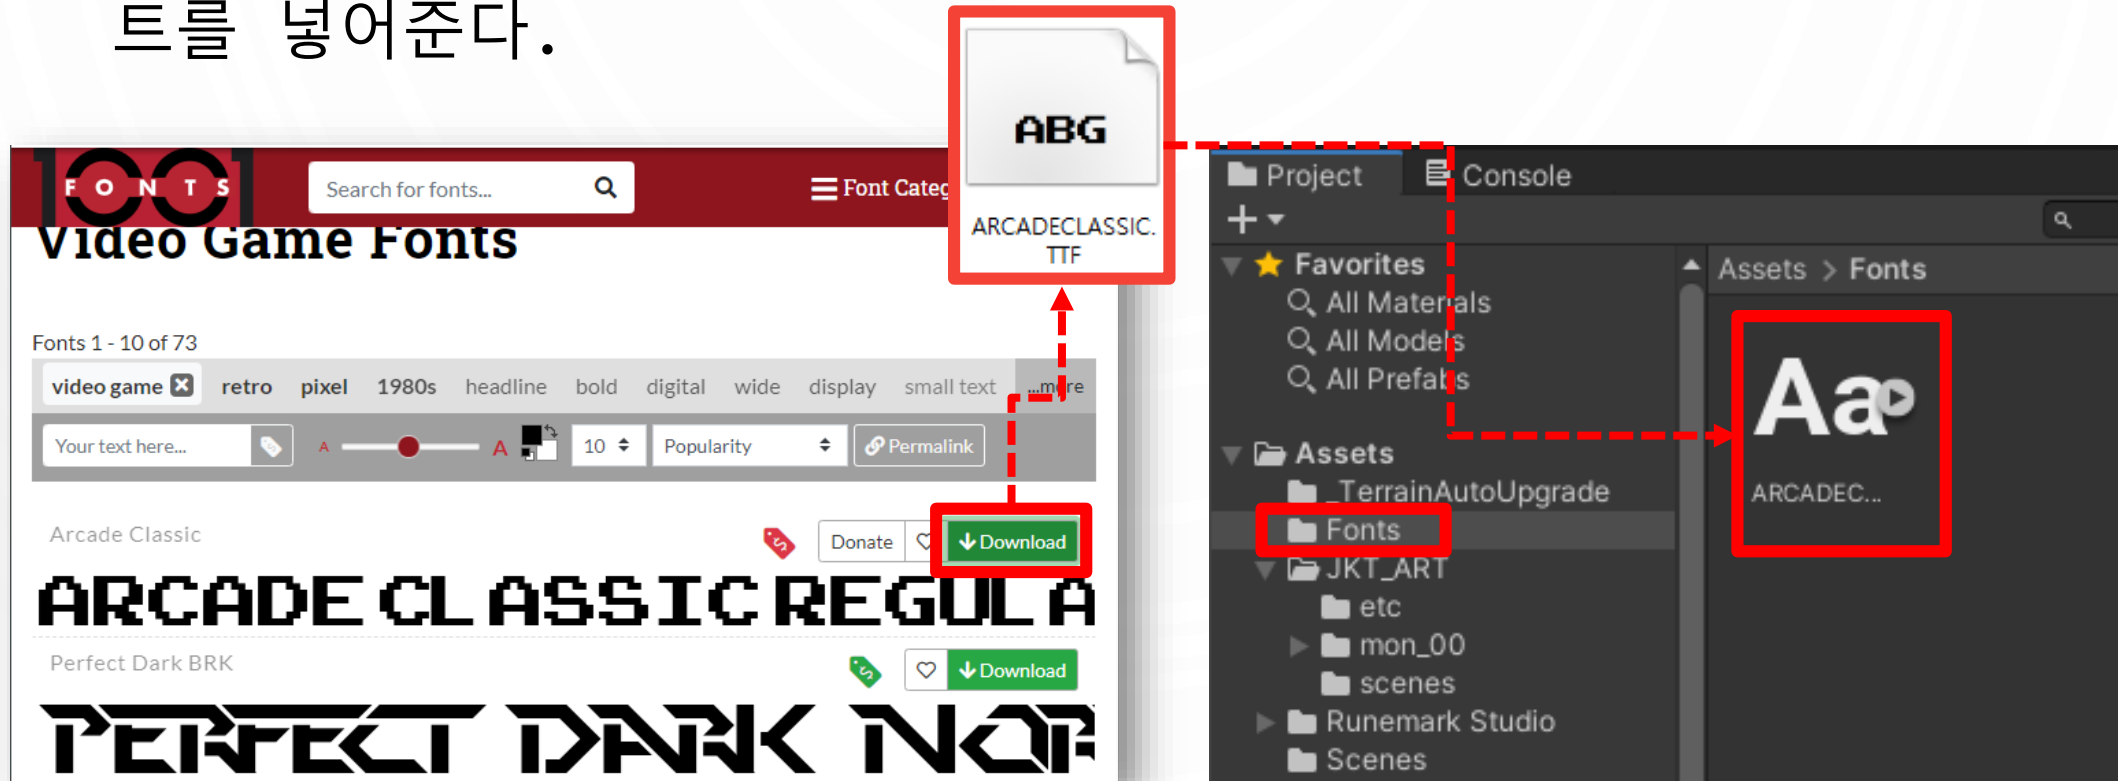 트를 넣어준다.
ABG
ARCADECLASSIC.
TTF
1001
FONTS
Search for fonts...
Font Categ
Video Game Fonts
Fonts 1 - 10 of 73
video game retro pixel 1980s headline bold digital wide display small text ...more
Your text here... A A 10 Popularity Permalink
Arcade Classic
Donate Download
ARCADE CLASSIC REGULA
Perfect Dark BRK
Download
PERFECT DARK NOR
Project Console
Favorites
All Materials
All Models
All Prefabs
Assets
_TerrainAutoUpgrade
Fonts
JKT_ART
etc
mon_00
scenes
Runemark Studio
Scenes
Assets > Fonts
Aa
ARCADEC...